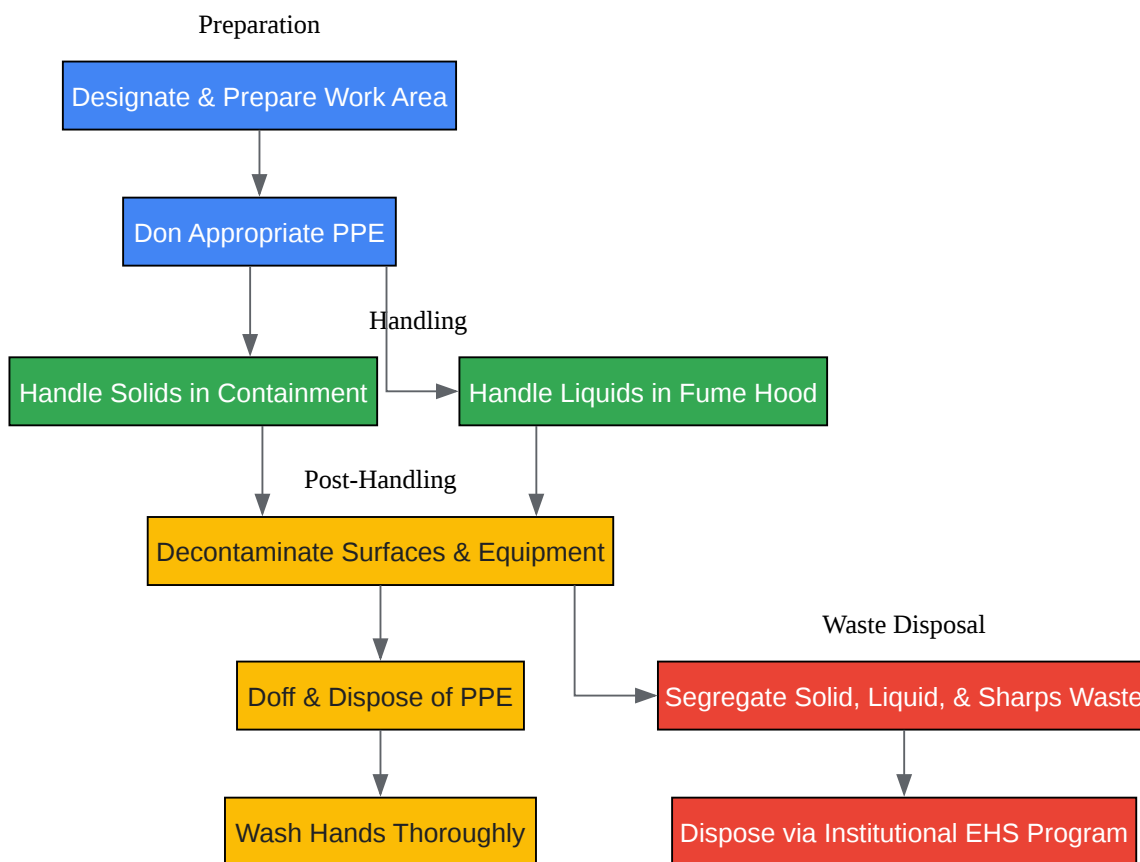 Preparation
Designate & Prepare Work Area
Don Appropriate PPE
Handling
Handle Solids in Containment
Handle Liquids in Fume Hood
Post-Handling
Decontaminate Surfaces & Equipment
Waste Disposal
Doff & Dispose of PPE
Segregate Solid, Liquid, & Sharps Waste
Wash Hands Thoroughly
Dispose via Institutional EHS Program